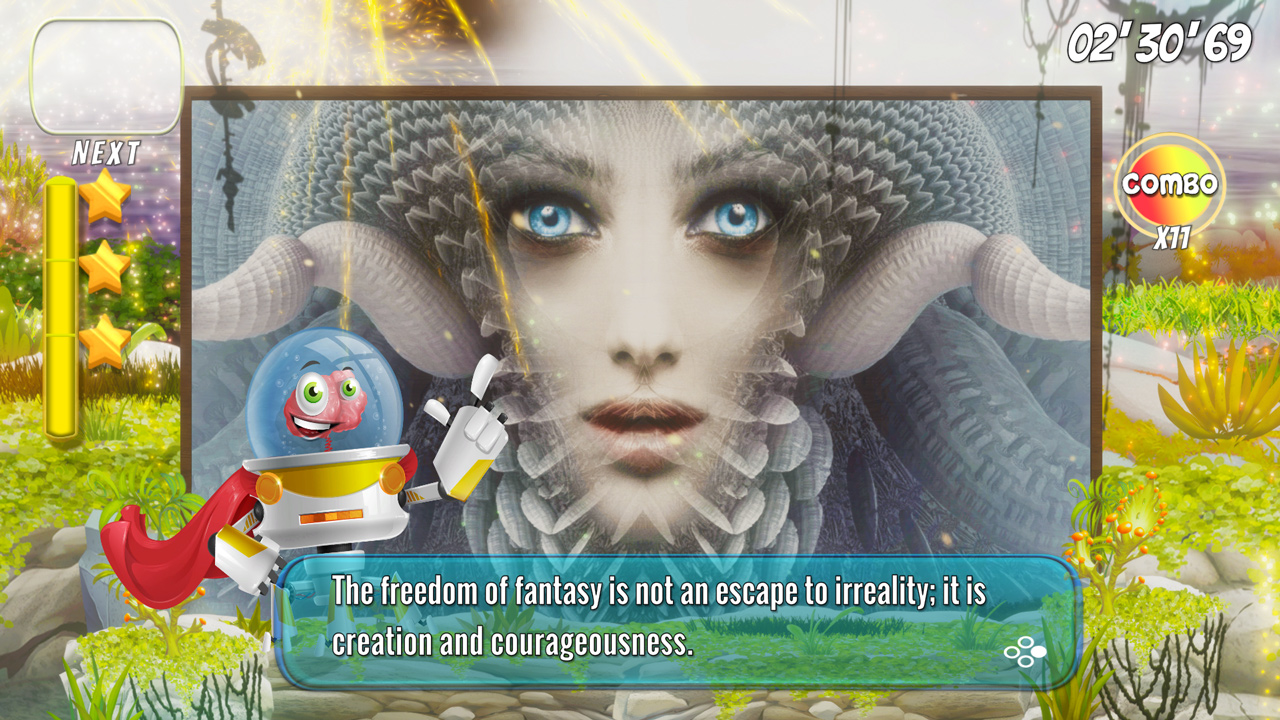 02'30'69
NEXT
COMBO
X11
The freedom of fantasy is not an escape to irreality; it is
creation and courageousness.